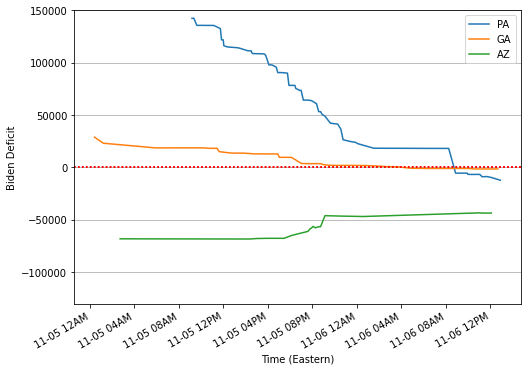 150000
100000
50000
0
−50000
−100000
Biden Deficit
PA
GA
AZ
11-05 12AM
11-05 04AM
11-05 08AM
11-05 12PM
11-05 04PM
11-05 08PM
11-06 12AM
11-06 04AM
11-06 08AM
11-06 12PM
Time (Eastern)